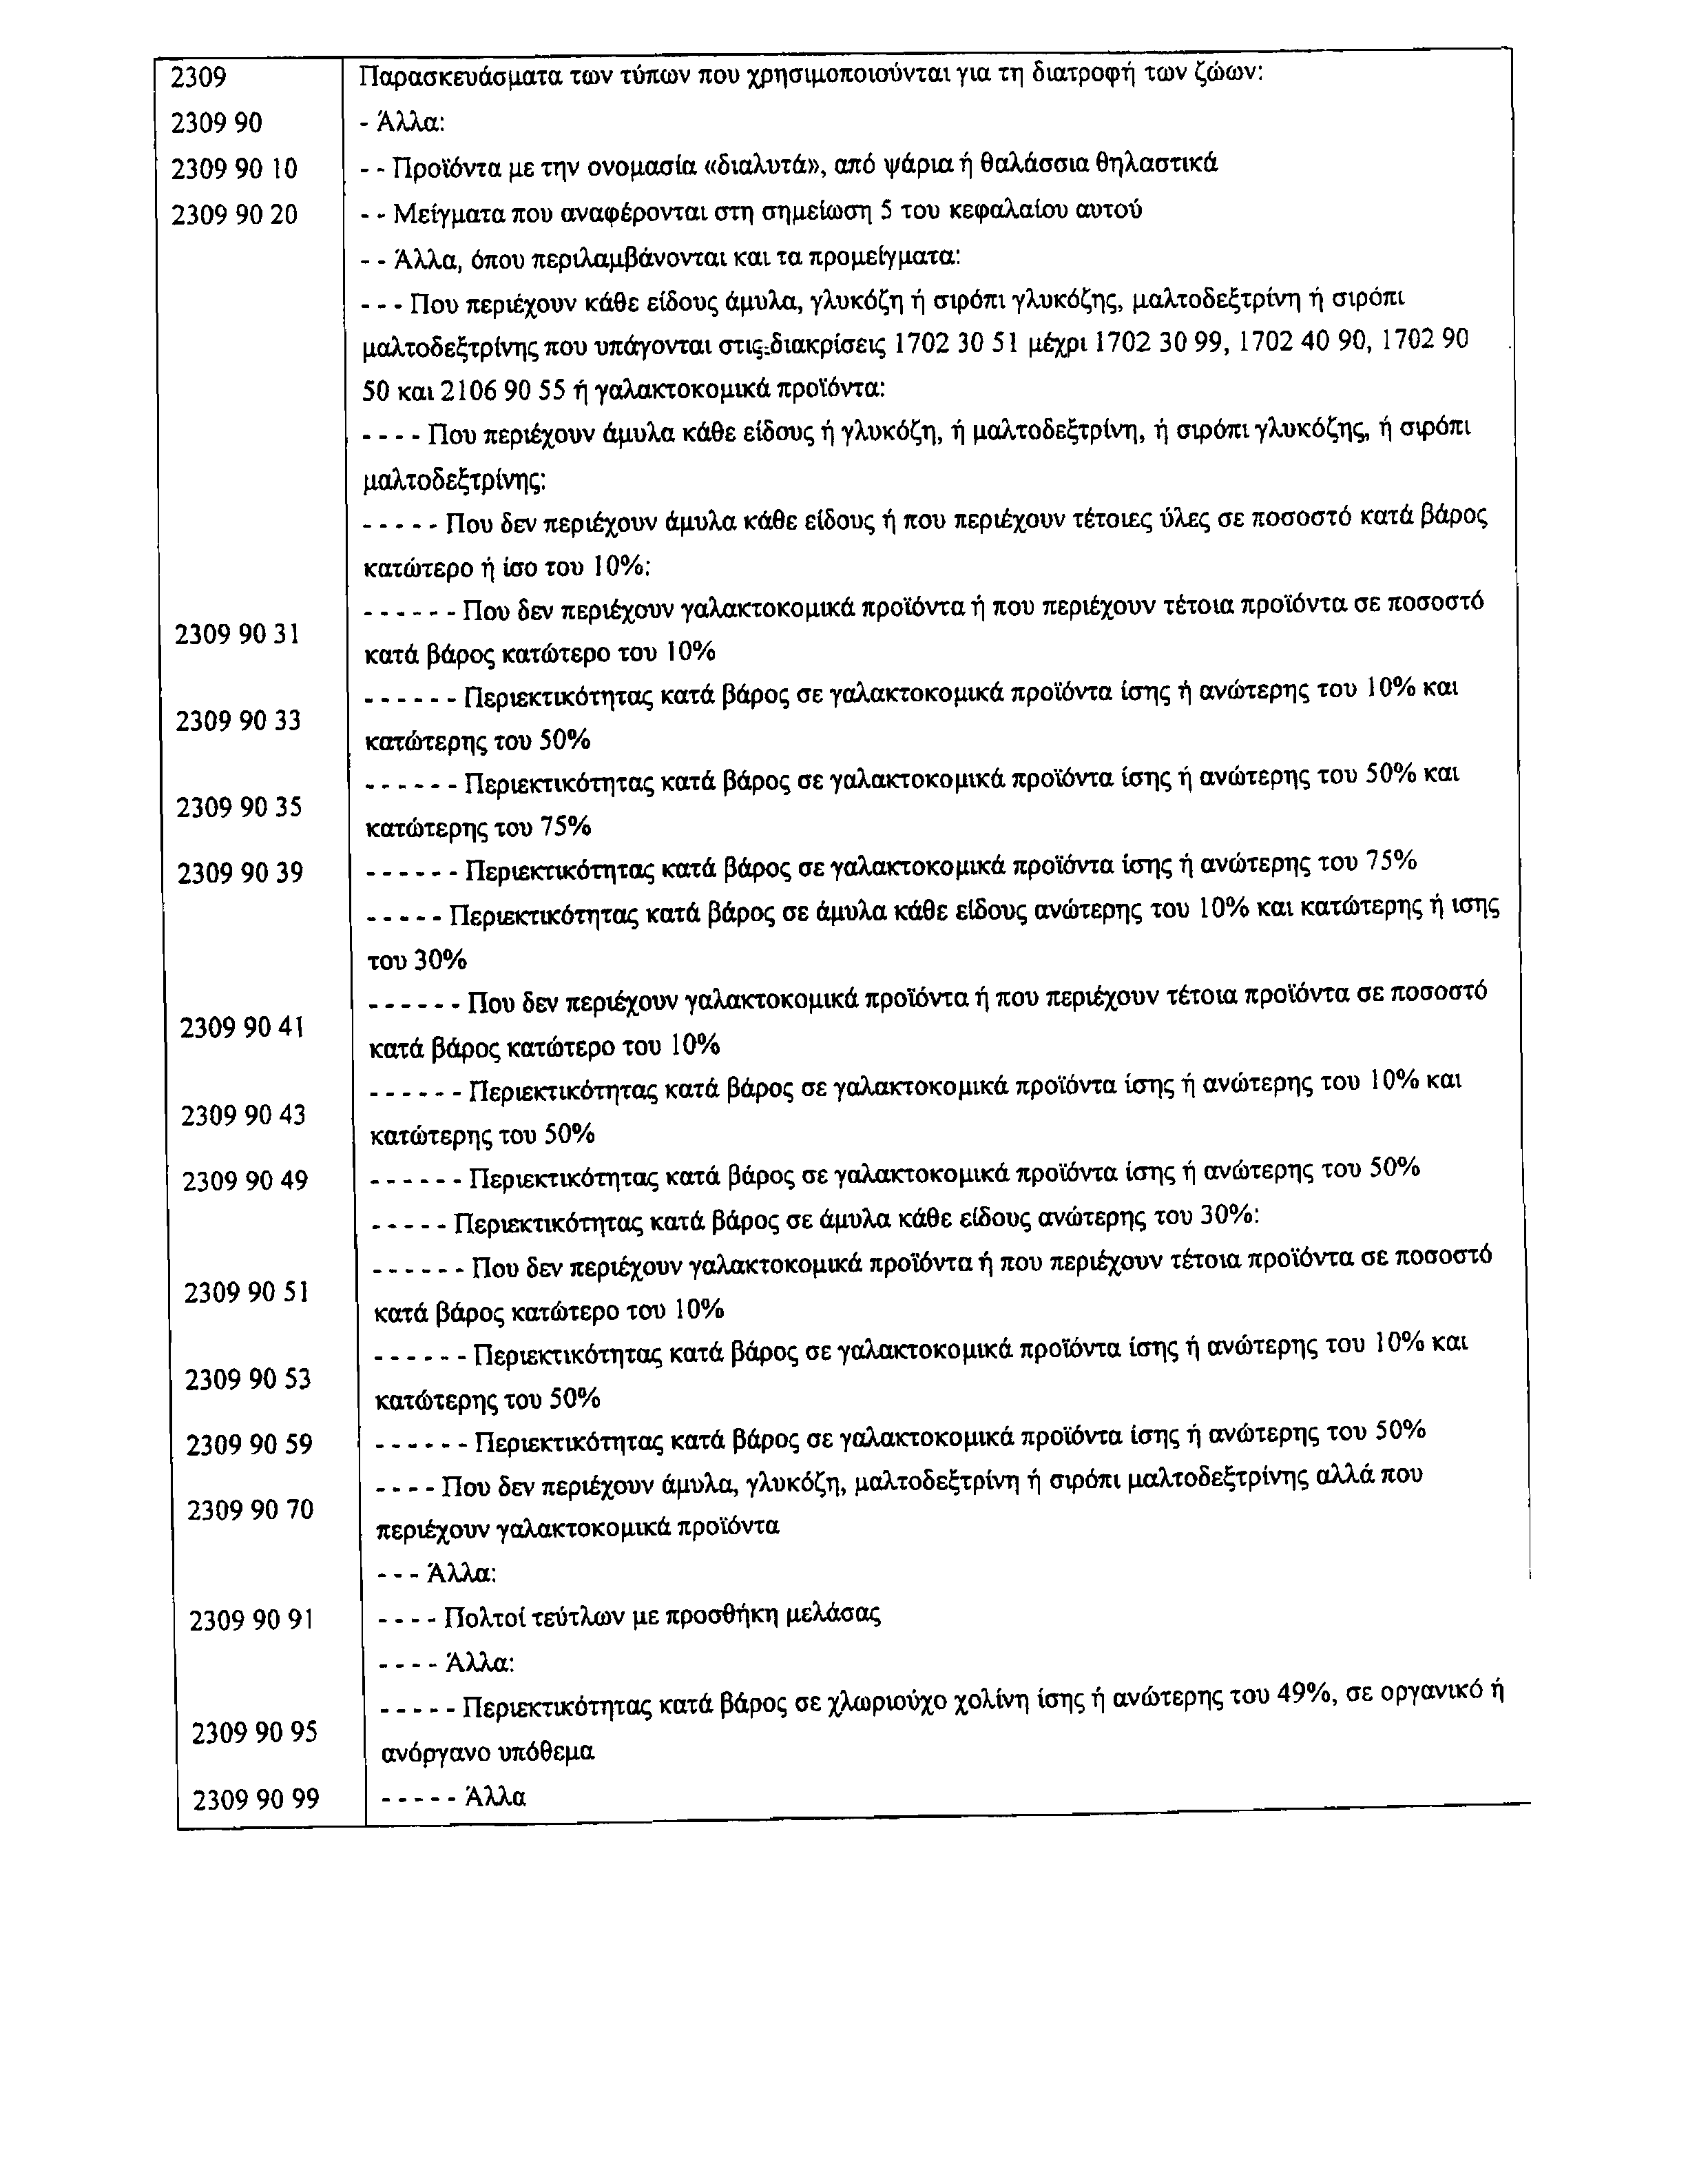 2309 Παρασκευάσματα των τύπων που χρησιμοποιούνται για τη διατροφή των ζώων:
2309 90 - Άλλα:
2309 90 10 - - Προϊόντα με την ονομασία «διαλυτά», από ψάρια ή θαλάσσια θηλαστικά
2309 90 20 - - Μείγματα που αναφέρονται στη σημείωση 5 του κεφαλαίου αυτού
- - Άλλα, όπου περιλαμβάνονται και τα προμείγματα:
- - - Που περιέχουν κάθε είδους άμυλα, γλυκόζη ή σιρόπι γλυκόζης, μαλτοδεξτρίνη ή σιρόπι
μαλτοδεξτρίνης που υπάγονται στις διακρίσεις 1702 30 51 μέχρι 1702 30 99, 1702 40 90, 1702 90
50 και 2106 90 55 ή γαλακτοκομικά προϊόντα:
- - - - Που περιέχουν άμυλα κάθε είδους ή γλυκόζη, ή μαλτοδεξτρίνη, ή σιρόπι γλυκόζης, ή σιρόπι
μαλτοδεξτρίνης:
- - - - - Που δεν περιέχουν άμυλα κάθε είδους ή που περιέχουν τέτοιες ύλες σε ποσοστό κατά βάρος
κατώτερο ή ίσο του 10%:
- - - - - - Που δεν περιέχουν γαλακτοκομικά προϊόντα ή που περιέχουν τέτοια προϊόντα σε ποσοστό
2309 90 31
κατά βάρος κατώτερο του 10%
- - - - - - Περιεκτικότητας κατά βάρος σε γαλακτοκομικά προϊόντα ίσης ή ανώτερης του 10% και
2309 90 33
κατώτερης του 50%
- - - - - - Περιεκτικότητας κατά βάρος σε γαλακτοκομικά προϊόντα ίσης ή ανώτερης του 50% και
2309 90 35
κατώτερης του 75%
2309 90 39 - - - - - - Περιεκτικότητας κατά βάρος σε γαλακτοκομικά προϊόντα ίσης ή ανώτερης του 75%
- - - - - Περιεκτικότητας κατά βάρος σε άμυλα κάθε είδους ανώτερης του 10% και κατώτερης ή ισης
του 30%
- - - - - - Που δεν περιέχουν γαλακτοκομικά προϊόντα ή που περιέχουν τέτοια προϊόντα σε ποσοστό
2309 90 41
κατά βάρος κατώτερο του 10%
- - - - - - Περιεκτικότητας κατά βάρος σε γαλακτοκομικά προϊόντα ίσης ή ανώτερης του 10% και
2309 90 43
κατώτερης του 50%
2309 90 49 - - - - - - Περιεκτικότητας κατά βάρος σε γαλακτοκομικά προϊόντα ίσης ή ανώτερης του 50%
- - - - - Περιεκτικότητας κατά βάρος σε άμυλα κάθε είδους ανώτερης του 30%:
- - - - - - Που δεν περιέχουν γαλακτοκομικά προϊόντα ή που περιέχουν τέτοια προϊόντα σε ποσοστό
2309 90 51
κατά βάρος κατώτερο του 10%
- - - - - - Περιεκτικότητας κατά βάρος σε γαλακτοκομικά προϊόντα ίσης ή ανώτερης του 10% και
2309 90 53
κατώτερης του 50%
2309 90 59 - - - - - - Περιεκτικότητας κατά βάρος σε γαλακτοκομικά προϊόντα ίσης ή ανώτερης του 50%
- - - - Που δεν περιέχουν άμυλα, γλυκόζη, μαλτοδεξτρίνη ή σιρόπι μαλτοδεξτρίνης αλλά που
2309 90 70
περιέχουν γαλακτοκομικά προϊόντα
- - - Άλλα:
2309 90 91 - - - - Πολτοί τεύτλων με προσθήκη μελάσας
- - - - Άλλα:
- - - - - Περιεκτικότητας κατά βάρος σε χλωριούχο χολίνη ίσης ή ανώτερης του 49%, σε οργανικό ή
2309 90 95
ανόργανο υπόθεμα
2309 90 99 - - - - - Άλλα